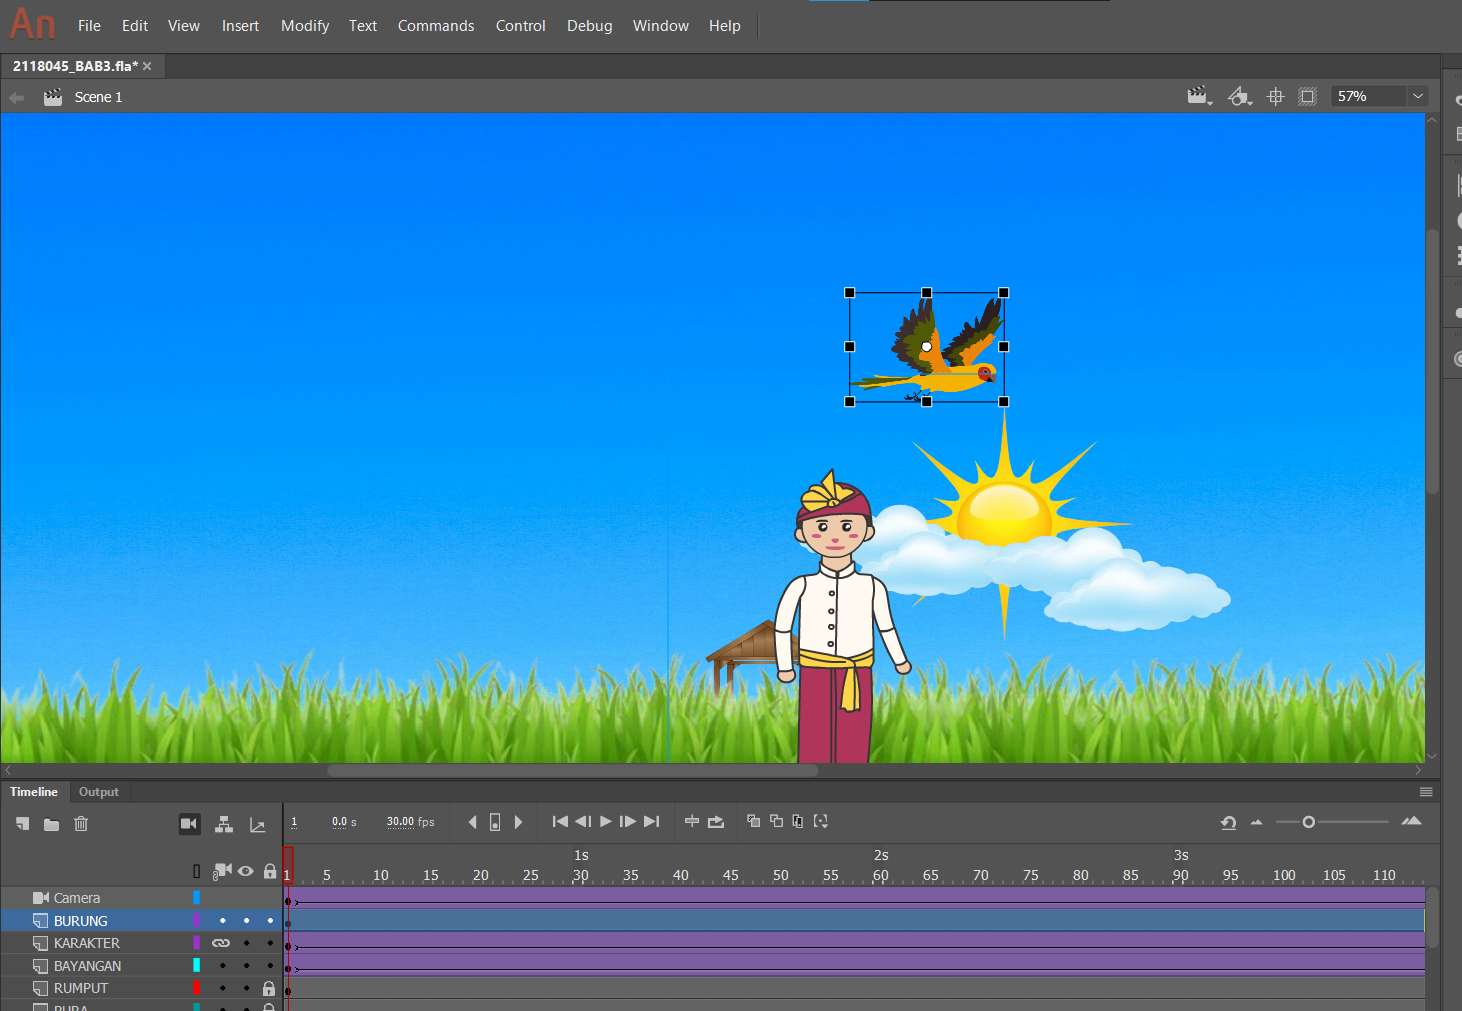 An File Edit View Insert Modify Text Commands Control Debug Window Help
2118045_BAB3.fla* ×
Scene 1 57%
Timeline Output
1 0.0 s 30.00 fps
1s 2s 3s
1 5 10 15 20 25 30 35 40 45 50 55 60 65 70 75 80 85 90 95 100 105 110
Camera
BURUNG
KARAKTER
BAYANGAN
RUMPUT